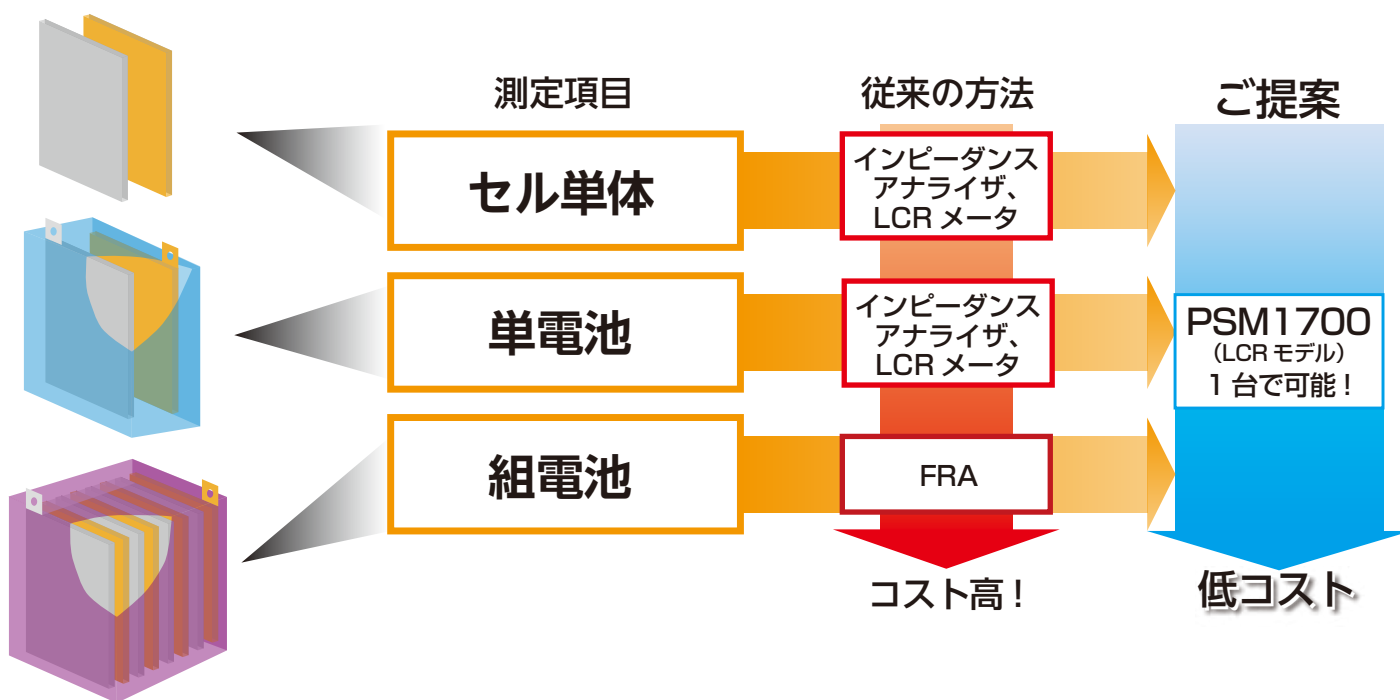 測定項目
従来の方法
ご提案
セル単体
インピーダンス
アナライザ、
LCR メータ
単電池
インピーダンス
アナライザ、
LCR メータ
PSM1700
(LCR モデル)
1 台で可能!
組電池
FRA
コスト高!
低コスト